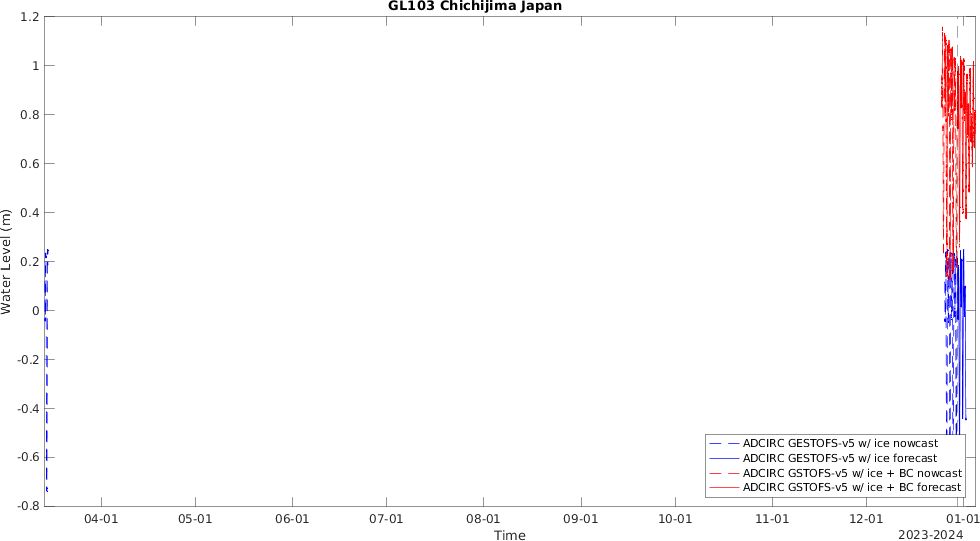 GL103 Chichijima Japan
1.2
1
0.8
0.6
0.4
0.2
0
-0.2
-0.4
-0.6
-0.8
Water Level (m)
ADCIRC GESTOFS-v5 w/ ice nowcast
ADCIRC GESTOFS-v5 w/ ice forecast
ADCIRC GSTOFS-v5 w/ ice + BC nowcast
ADCIRC GSTOFS-v5 w/ ice + BC forecast
04-01 05-01 06-01 07-01 08-01 09-01 10-01 11-01 12-01 01-01
Time
2023-2024